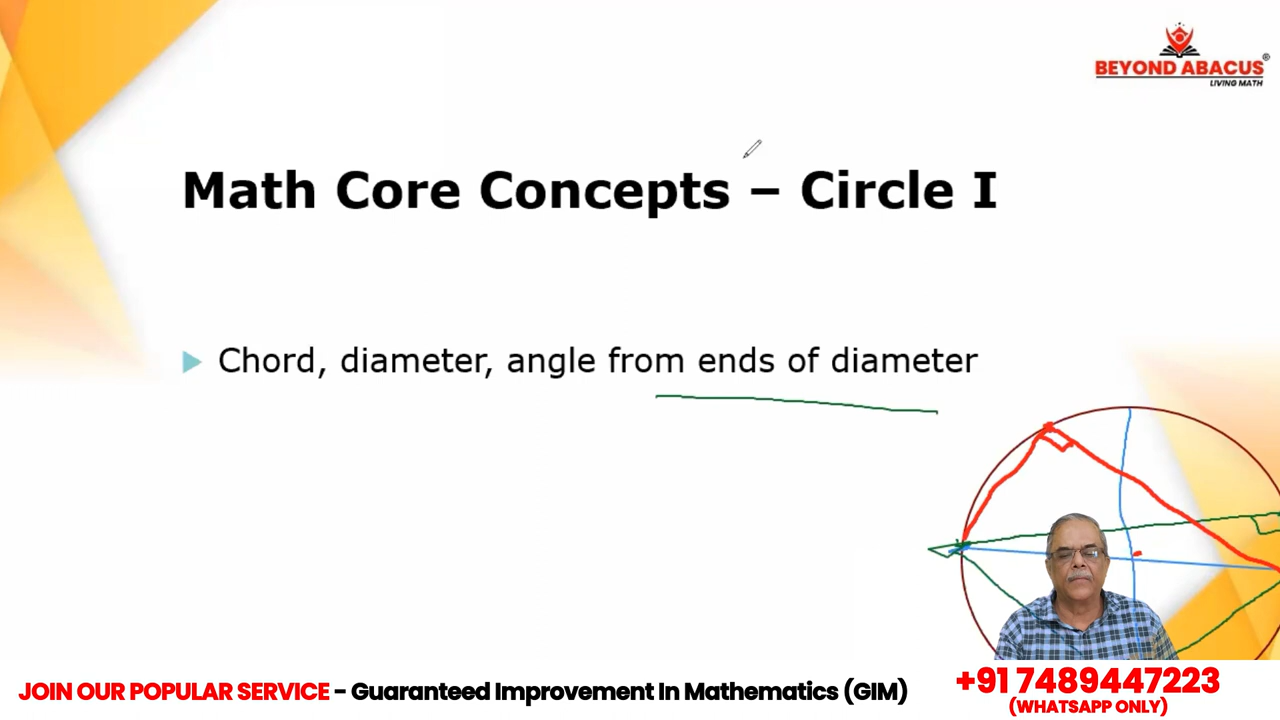 BEYOND ABACUS®
LIVING MATH
Math Core Concepts – Circle I
Chord, diameter, angle from ends of diameter
JOIN OUR POPULAR SERVICE – Guaranteed Improvement In Mathematics (GIM)
+91 7489447223
(WHATSAPP ONLY)